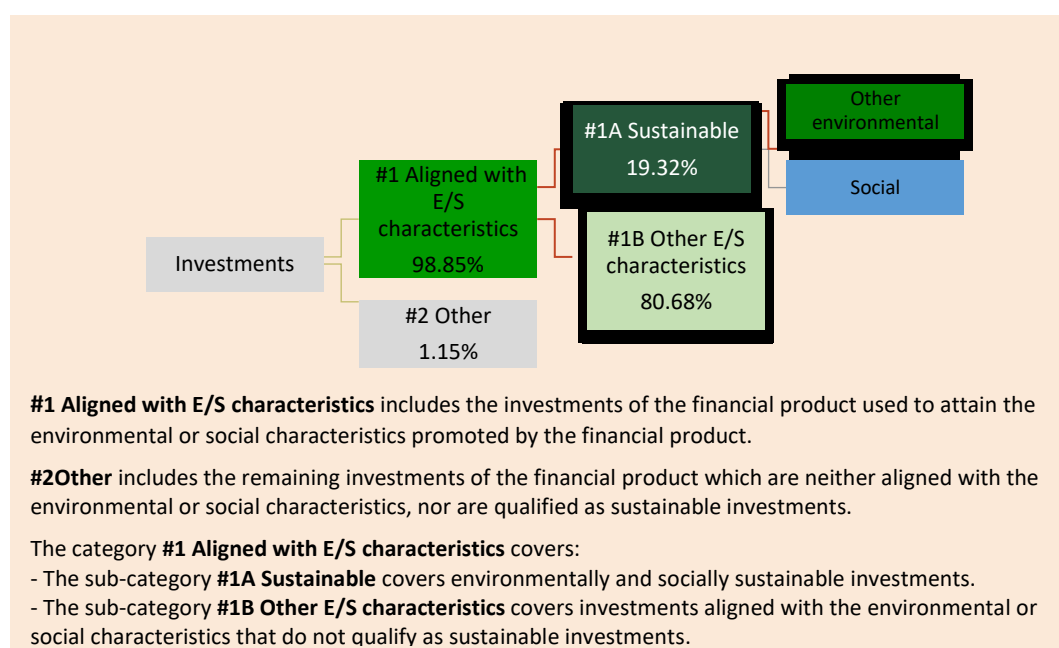 Other
environmental
#1A Sustainable
19.32%
#1 Aligned with
E/S
characteristics
98.85%
Social
#1B Other E/S
characteristics
80.68%
Investments
#2 Other
1.15%
#1 Aligned with E/S characteristics includes the investments of the financial product used to attain the
environmental or social characteristics promoted by the financial product.
#2Other includes the remaining investments of the financial product which are neither aligned with the
environmental or social characteristics, nor are qualified as sustainable investments.
The category #1 Aligned with E/S characteristics covers:
- The sub-category #1A Sustainable covers environmentally and socially sustainable investments.
- The sub-category #1B Other E/S characteristics covers investments aligned with the environmental or
social characteristics that do not qualify as sustainable investments.